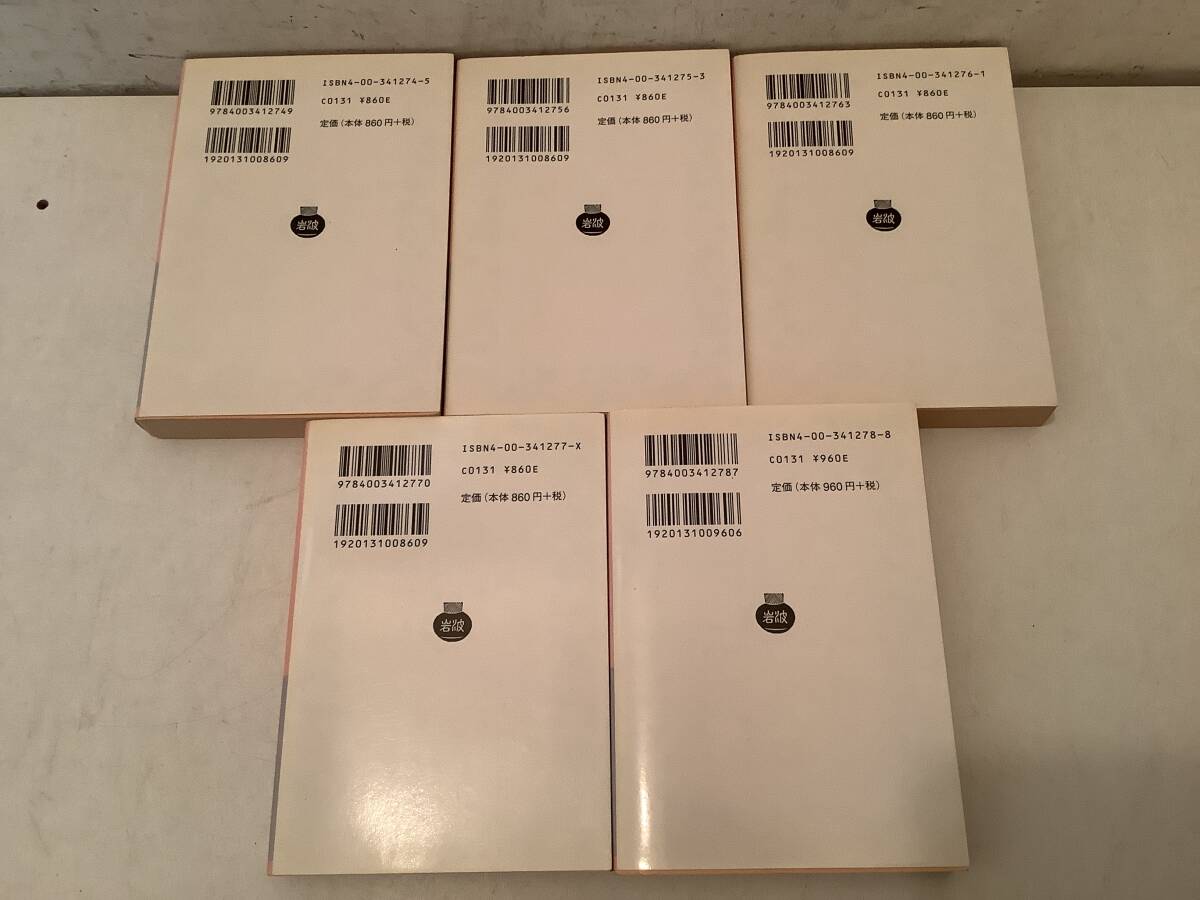 ISBN4-00-341274-5
9784003412749
C0131 ¥860E
定価(本体860円+税)
1920131008609
岩波
ISBN4-00-341275-3
9784003412756
C0131 ¥860E
定価(本体860円+税)
1920131008609
岩波
ISBN4-00-341276-1
9784003412763
C0131 ¥860E
定価(本体860円+税)
1920131008609
岩波
ISBN4-00-341277-X
9784003412770
C0131 ¥860E
定価(本体860円+税)
1920131008609
岩波
ISBN4-00-341278-8
9784003412787
C0131 ¥960E
定価(本体960円+税)
1920131009606
岩波